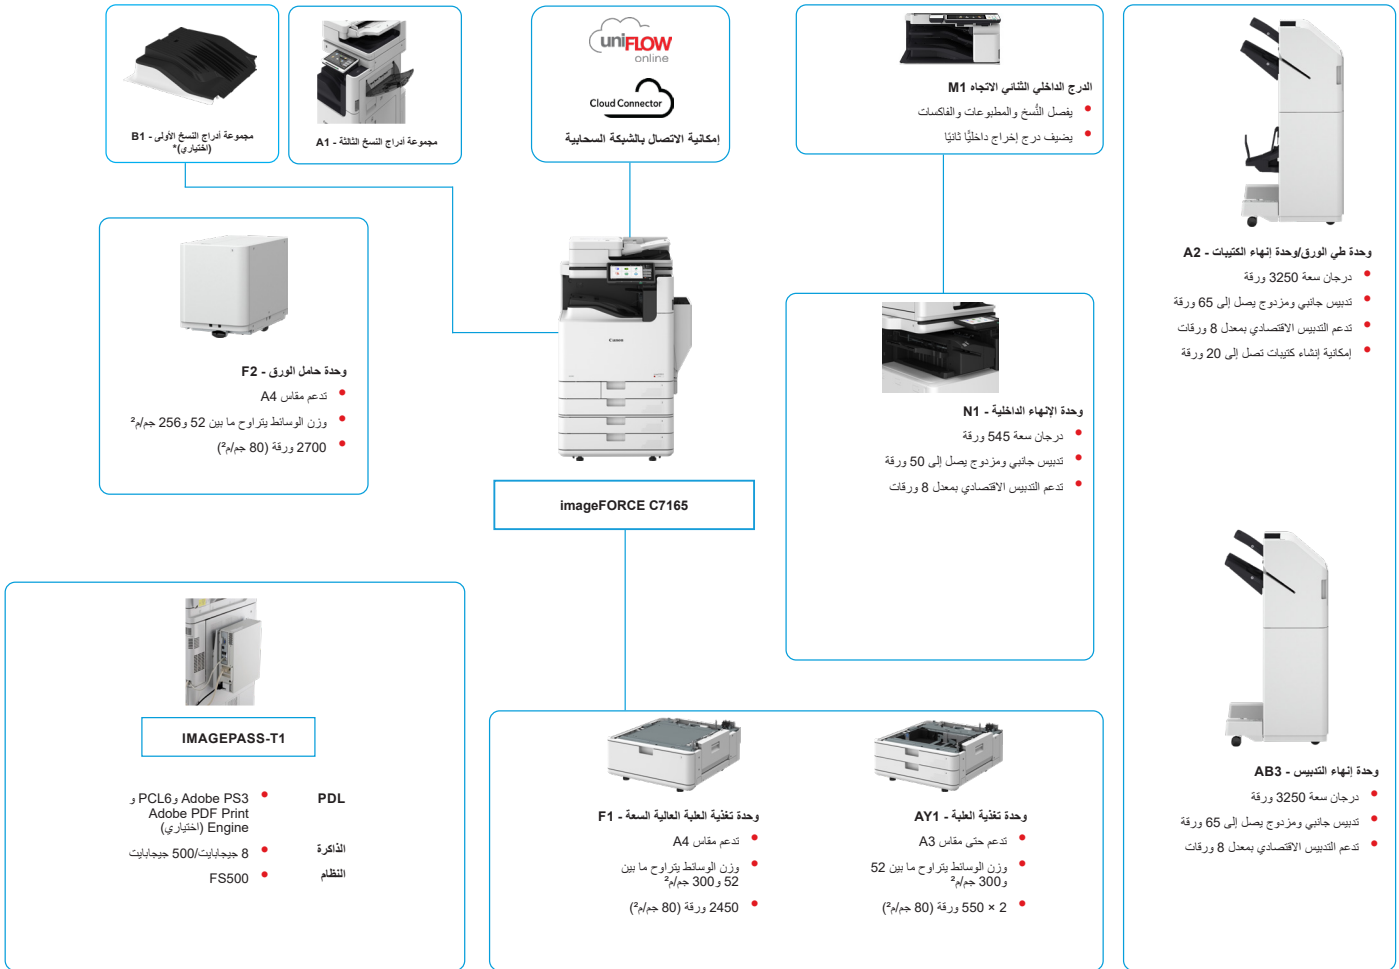 وحدة طي الورق/وحدة إنهاء الكتيبات - A2
درجان سعة 3250 ورقة
تدبيس جانبي ومزدوج يصل إلى 65 ورقة
تدعم التدبيس الاقتصادي بمعدل 8 ورقات
إمكانية إنشاء كتيبات تصل إلى 20 ورقة
وحدة إنهاء التدبيس - AB3
درجان سعة 3250 ورقة
تدبيس جانبي ومزدوج يصل إلى 65 ورقة
تدعم التدبيس الاقتصادي بمعدل 8 ورقات
الدرج الداخلي الثنائي الاتجاه M1
يفصل النُّسخ والمطبوعات والفاكسات
يضيف درج إخراج داخليًّا ثانيًا
وحدة الإنهاء الداخلية - N1
درجان سعة 545 ورقة
تدبيس جانبي ومزدوج يصل إلى 50 ورقة
تدعم التدبيس الاقتصادي بمعدل 8 ورقات
uniFLOW
online
Cloud Connector
إمكانية الاتصال بالشبكة السحابية
Canon
imageFORCE C7165
مجموعة أدراج النسخ الثالثة - A1
مجموعة أدراج النسخ الأولى - B1
(اختياري)*
وحدة حامل الورق - F2
تدعم مقاس A4
وزن الوسائط يتراوح ما بين 52 و256 جم/م²
2700 ورقة (80 جم/م²)
وحدة تغذية العلبة - AY1
تدعم حتى مقاس A3
وزن الوسائط يتراوح ما بين 52
و300 جم/م²
2 × 550 ورقة (80 جم/م²)
وحدة تغذية العلبة العالية السعة - F1
تدعم مقاس A4
وزن الوسائط يتراوح ما بين
52 و300 جم/م²
2450 ورقة (80 جم/م²)
IMAGEPASS-T1
PDL
Adobe PS3 وPCL6 و
Adobe PDF Print
Engine (اختياري)
الذاكرة
8 جيجابايت/500 جيجابايت
النظام
FS500